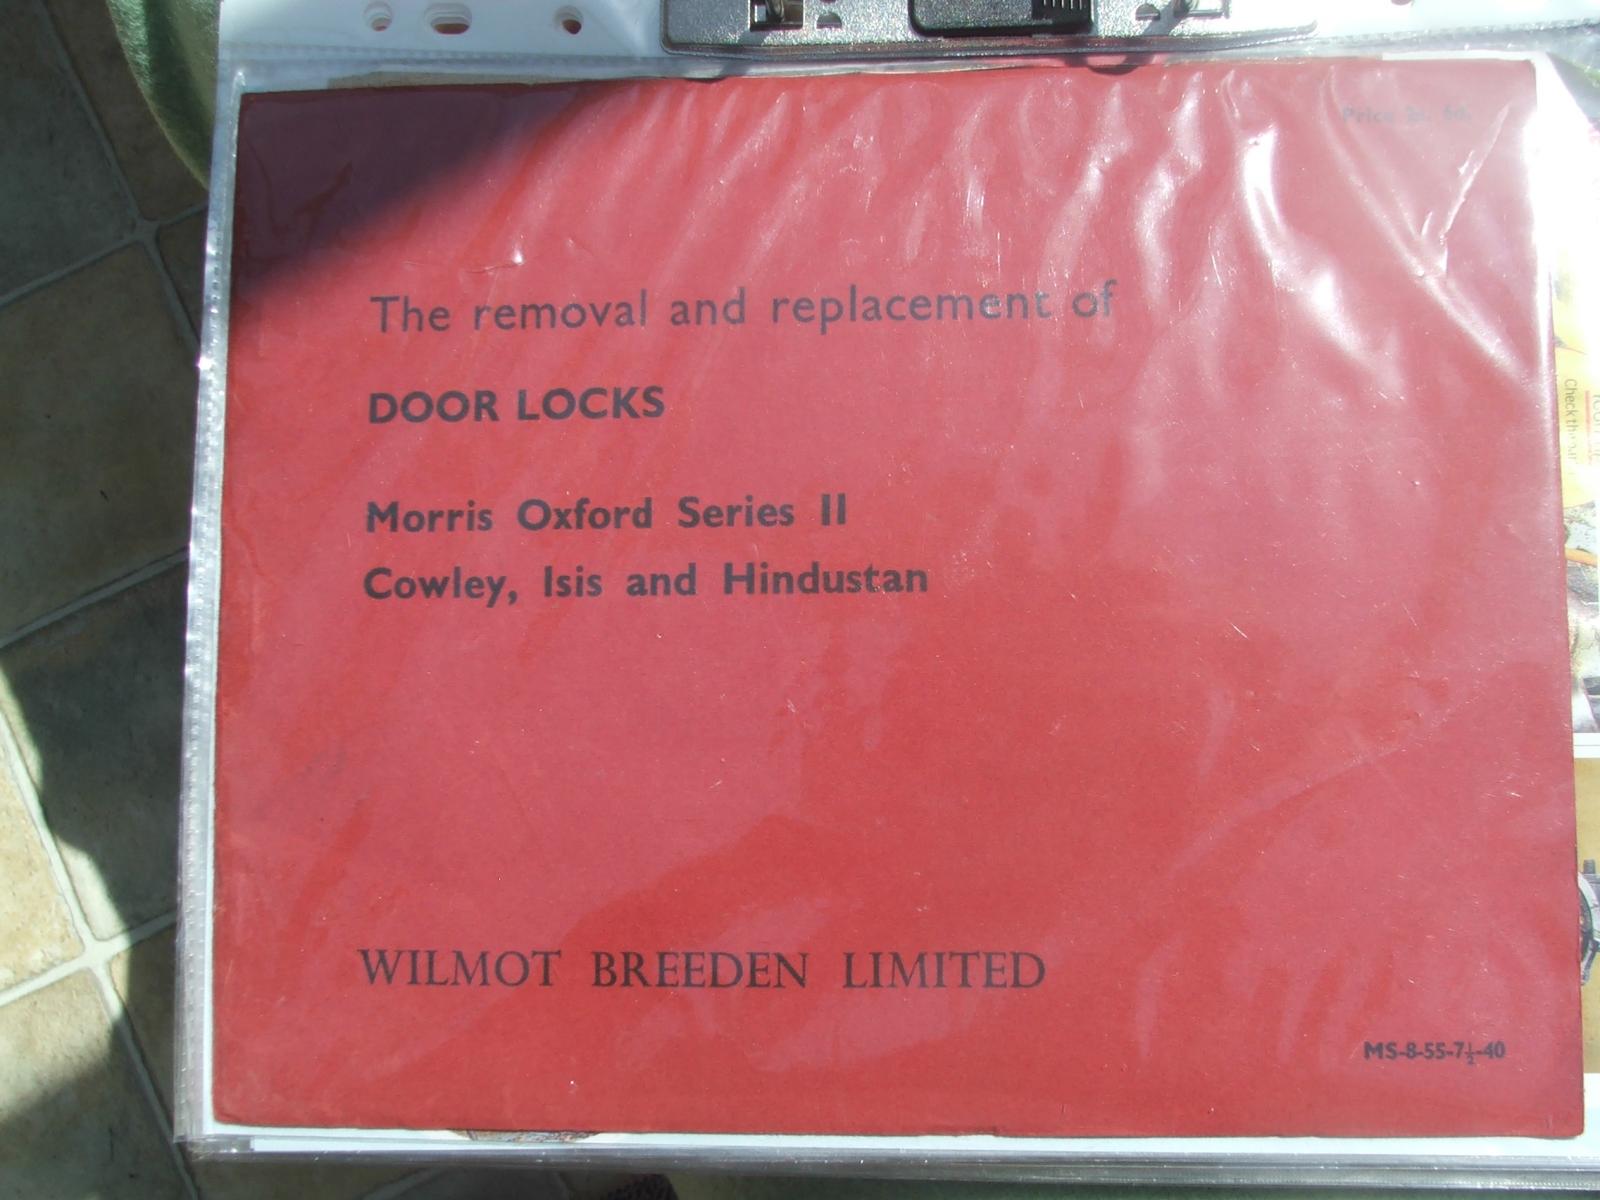 Price 2s. 6d.
The removal and replacement of
DOOR LOCKS
Morris Oxford Series II
Cowley, Isis and Hindustan
WILMOT BREEDEN LIMITED
MS-8-55-7½-40